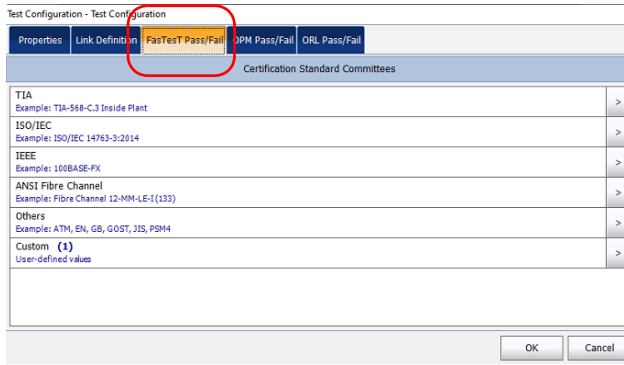 Test Configuration - Test Configuration
Properties Link Definition FasTesT Pass/Fail OPM Pass/Fail ORL Pass/Fail
Certification Standard Committees
TIA
Example: TIA-568-C.3 Inside Plant
>
ISO/IEC
Example: ISO/IEC 14763-3:2014
>
IEEE
Example: 100BASE-FX
>
ANSI Fibre Channel
Example: Fibre Channel 12-MM-LE-I(133)
>
Others
Example: ATM, EN, GB, GOST, JIS, PSM4
>
Custom (1)
User-defined values
>
OK Cancel